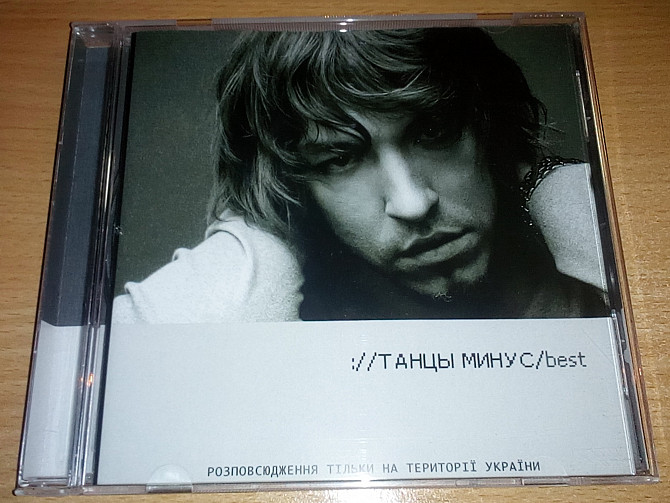 ://ТАНЦЫ МИНУС/best
РОЗПОВСЮДЖЕННЯ ТІЛЬКИ НА ТЕРИТОРІЇ УКРАЇНИ